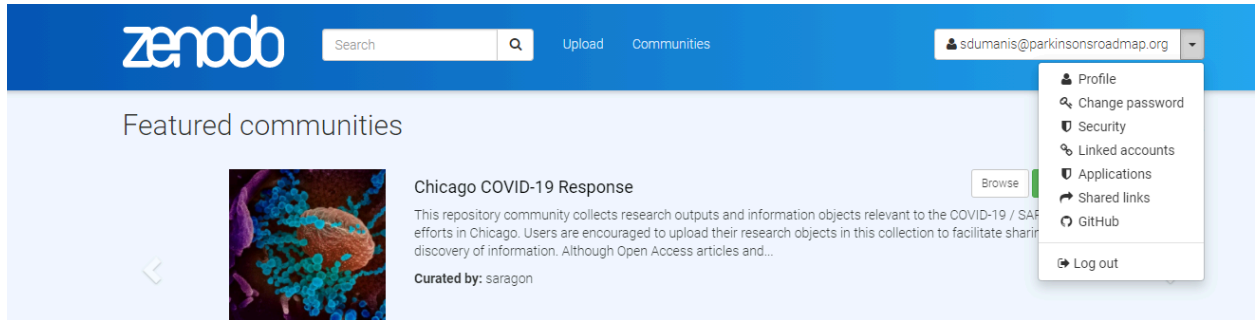 zenodo
Search
Upload
Communities
sdumanis@parkinsonsroadmap.org
Profile
Change password
Security
Linked accounts
Applications
Shared links
GitHub
Log out
Featured communities
Chicago COVID-19 Response
Browse
This repository community collects research outputs and information objects relevant to the COVID-19 /
efforts in Chicago. Users are encouraged to upload their research objects in this collection to facilitate
discovery of information. Although Open Access articles and...
Curated by: saragon